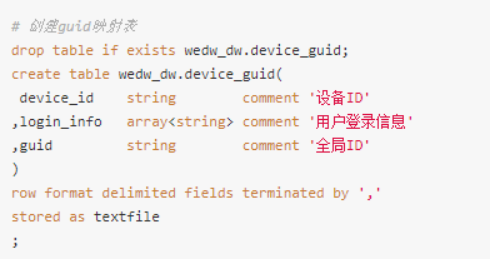 # 创建guid映射表
drop table if exists wedw_dw.device_guid;
create table wedw_dw.device_guid(
 device_id    string        comment '设备ID'
,login_info   array<string> comment '用户登录信息'
,guid         string        comment '全局ID'
)
row format delimited fields terminated by ','
stored as textfile
;